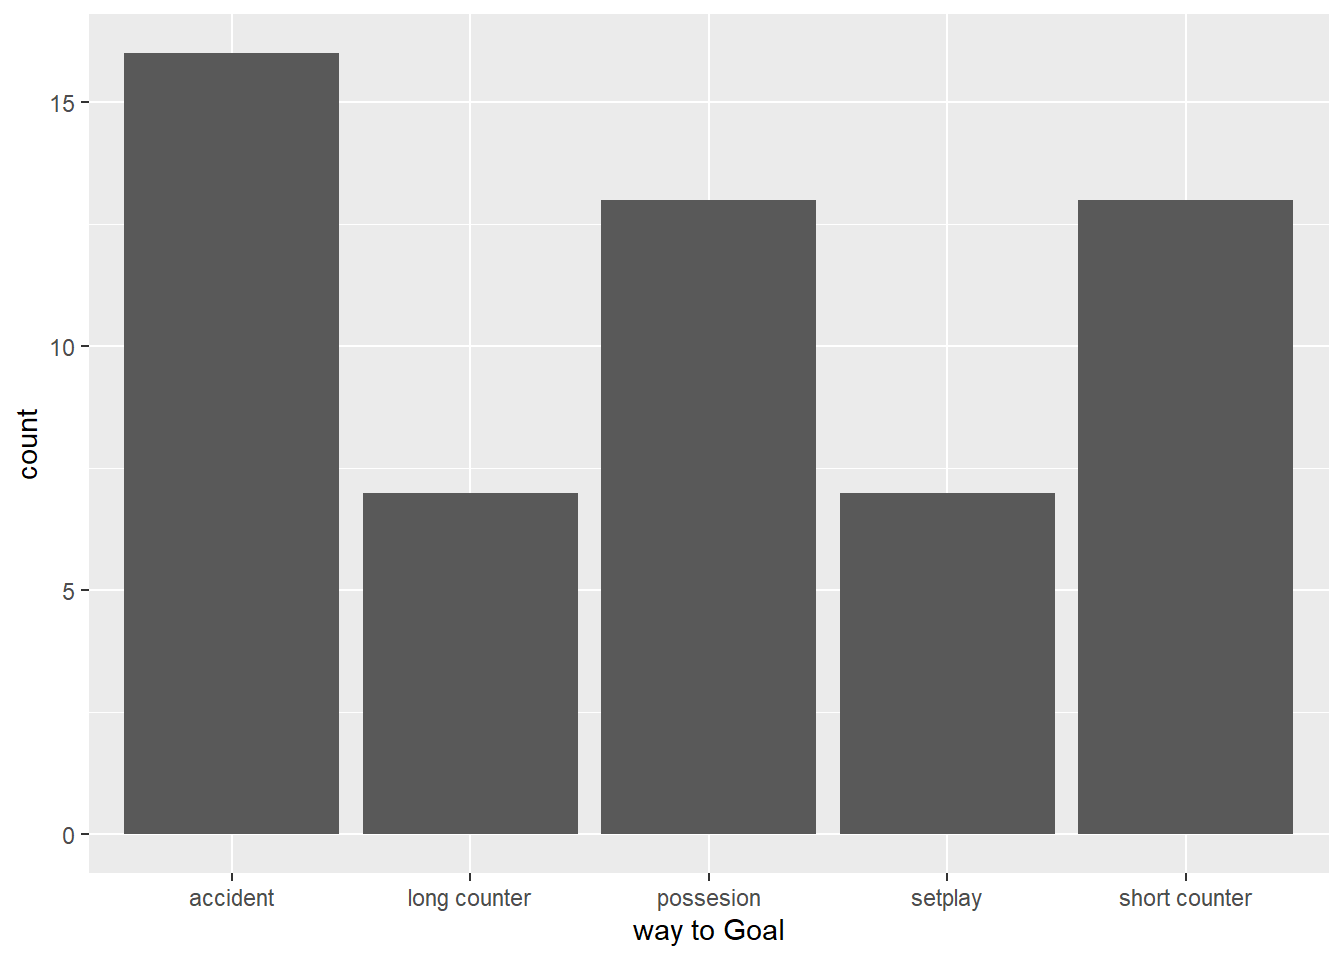 15
10
5
0
count
accident
long counter
possesion
setplay
short counter
way to Goal